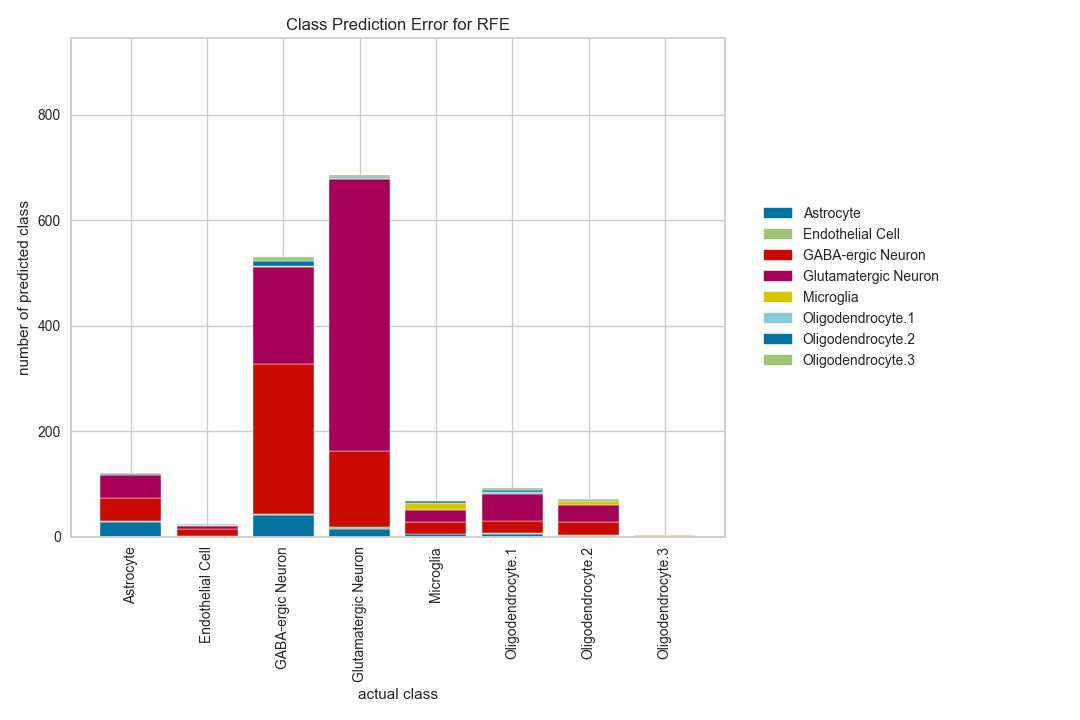 Class Prediction Error for RFE
number of predicted class
800
600
400
200
0
Astrocyte
Endothelial Cell
GABA-ergic Neuron
Glutamatergic Neuron
Microglia
Oligodendrocyte.1
Oligodendrocyte.2
Oligodendrocyte.3
actual class
Astrocyte
Endothelial Cell
GABA-ergic Neuron
Glutamatergic Neuron
Microglia
Oligodendrocyte.1
Oligodendrocyte.2
Oligodendrocyte.3